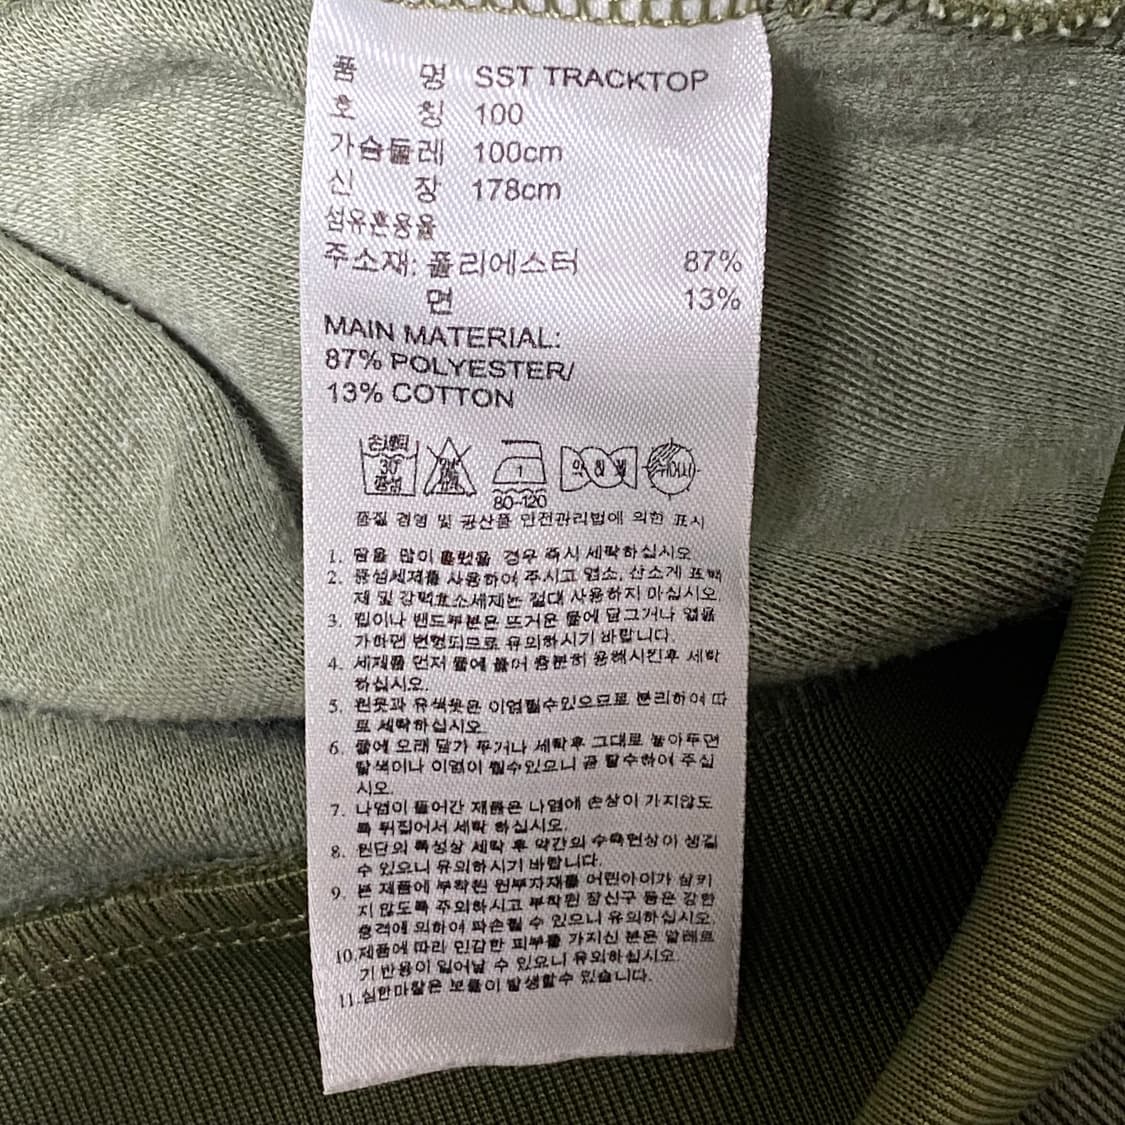 품 명 SST TRACKTOP
호 칭 100
가슴둘레 100cm
신 장 178cm
섬유혼용율
주소재: 폴리에스터 87%
면 13%
MAIN MATERIAL:
87% POLYESTER/
13% COTTON
손세탁 30 중성 1 80-120 약 하 게
품질 경영 및 공산품 안전관리법에 의한 표시
1. 땀을 많이 흘렸을 경우 즉시 세탁하십시오.
2. 중성세제를 사용하여 주시고 염소, 산소계 표백
제 및 강력효소세제는 절대 사용하지 마십시오.
3. 립이나 밴드부분은 뜨거운 물에 담그거나 열을
가하면 변형되므로 유의하시기 바랍니다.
4. 세제를 먼저 물에 풀어 충분히 용해시킨후 세탁
하십시오.
5. 흰옷과 유색옷은 이염될수있으므로 분리하여 따
로 세탁하십시오.
6. 물에 오래 담가 두거나 세탁후 그대로 놓아두면
탈색이나 이염이 될수있으니 곧 탈수하여 주십
시오.
7. 나염이 들어간 제품은 나염에 손상이 가지않도
록 뒤집어서 세탁 하십시오.
8. 원단의 특성상 세탁 후 약간의 수축현상이 생길
수 있으니 유의하시기 바랍니다.
9. 본 제품에 부착된 원부자재를 어린아이가 삼키
지 않도록 주의하시고 부착된 장신구 등은 강한
충격에 의하여 파손될 수 있으니 유의하십시오.
10.제품에 따라 민감한 피부를 가지신 분은 알레르
기 반응이 일어날 수 있으니 유의하십시오.
11.심한마찰은 보풀이 발생할수 있습니다.